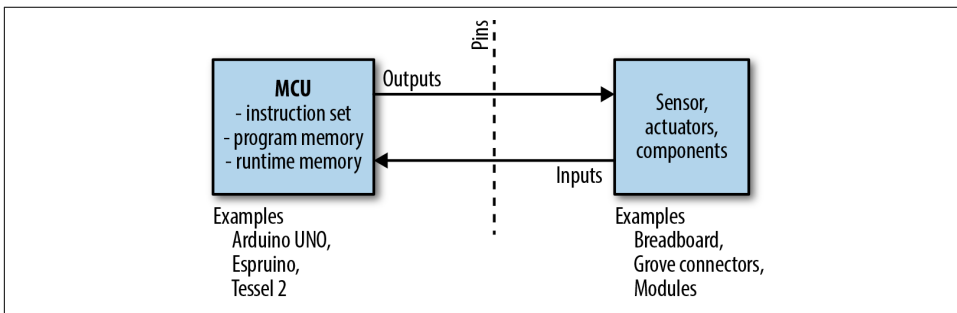 Pins
MCU
- instruction set
- program memory
- runtime memory
Outputs
Inputs
Sensor,
actuators,
components
Examples
Arduino UNO,
Espruino,
Tessel 2
Examples
Breadboard,
Grove connectors,
Modules